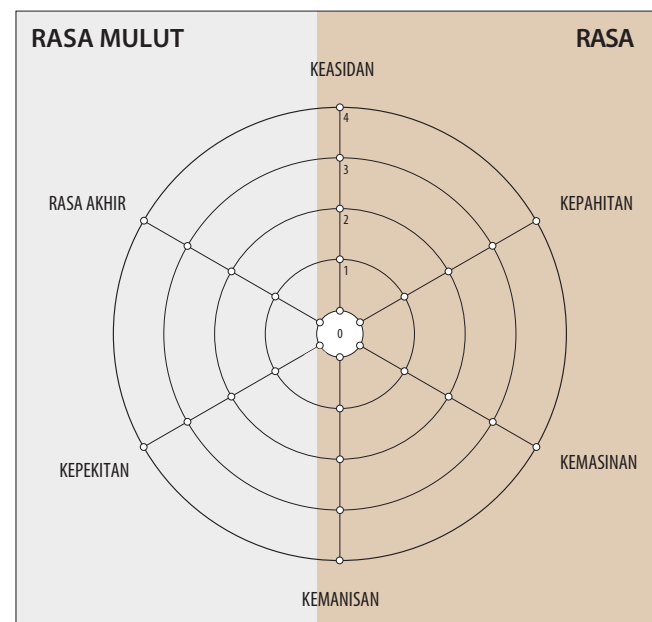 RASA MULUT
RASA
KEASIDAN
4
3
RASA AKHIR
KEPAHITAN
2
1
0
KEPEKITAN
KEMASINAN
KEMANISAN